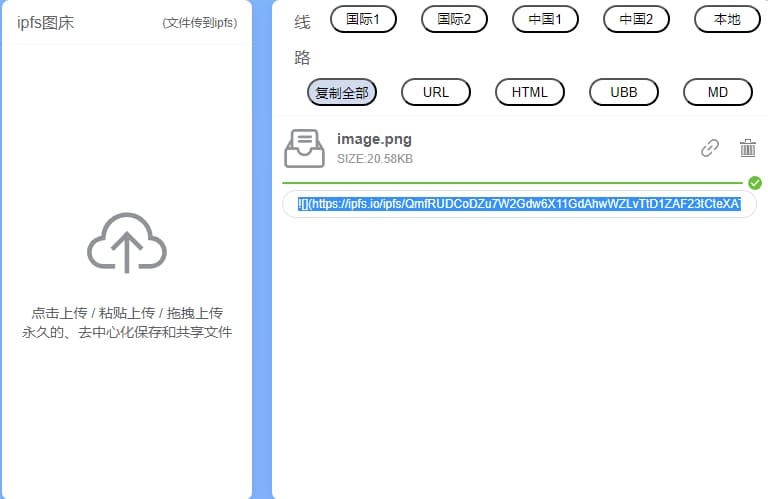 ipfs图床 (文件传到ipfs)
点击上传 / 粘贴上传 / 拖拽上传
永久的、去中心化保存和共享文件
线路 国际1 国际2 中国1 中国2 本地
复制全部 URL HTML UBB MD
image.png
SIZE:20.58KB
![](https://ipfs.io/ipfs/QmfRUDCoDZu7W2Gdw6X11GdAhwWZLvTtD1ZAF23tCteXA